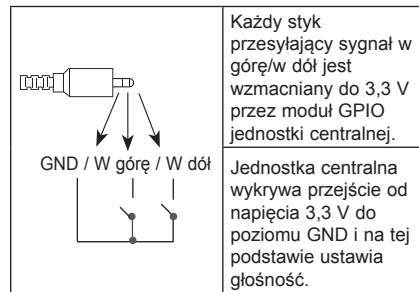 GND / W górę / W dół
Każdy styk
przesyłający sygnał w
górę/w dół jest
wzmacniany do 3,3 V
przez moduł GPIO
jednostki centralnej.
Jednostka centralna
wykrywa przejście od
napięcia 3,3 V do
poziomu GND i na tej
podstawie ustawia
głośność.